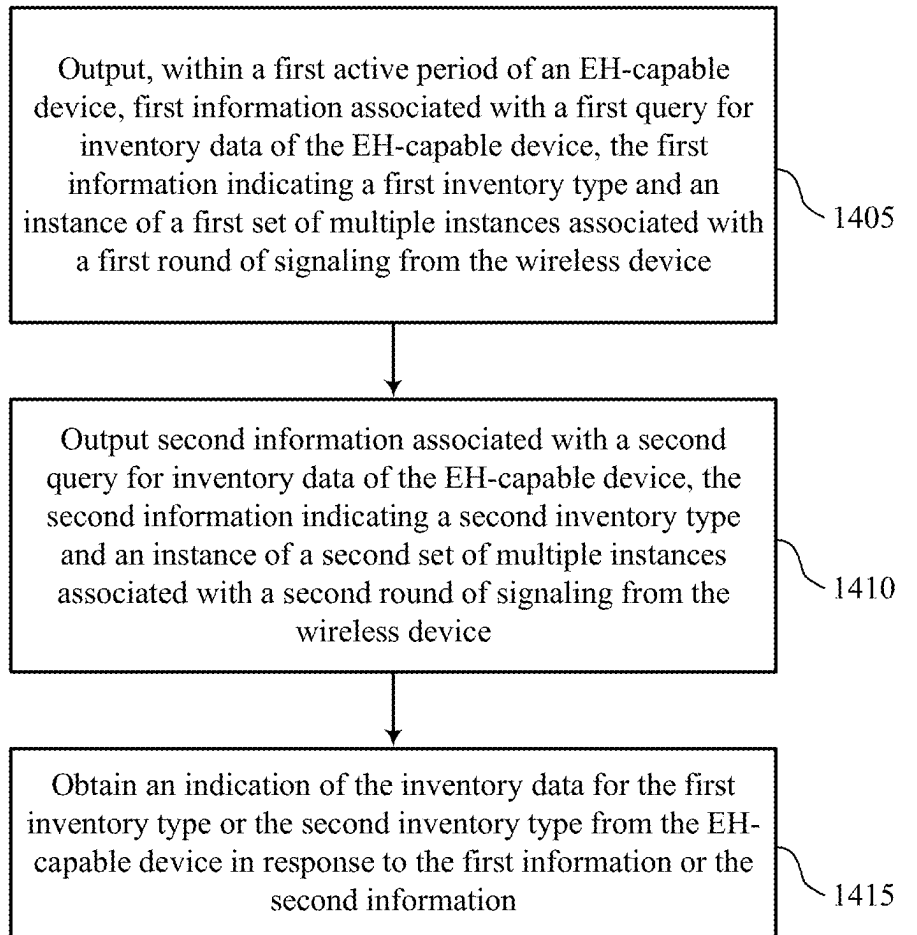 Output, within a first active period of an EH-capable
device, first information associated with a first query for
inventory data of the EH-capable device, the first
information indicating a first inventory type and an
instance of a first set of multiple instances associated with
a first round of signaling from the wireless device
1405
Output second information associated with a second
query for inventory data of the EH-capable device, the
second information indicating a second inventory type
and an instance of a second set of multiple instances
associated with a second round of signaling from the
wireless device
1410
Obtain an indication of the inventory data for the first
inventory type or the second inventory type from the EH-
capable device in response to the first information or the
second information
1415